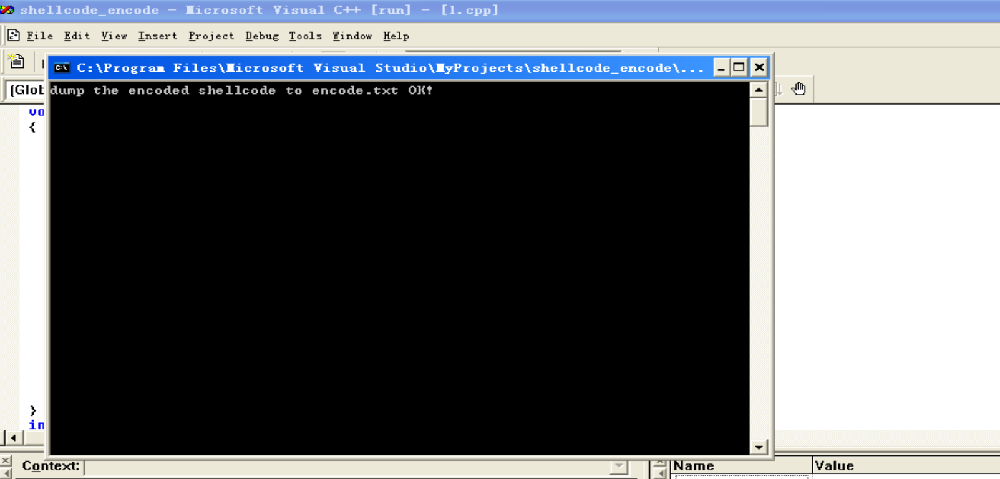 shellcode_encode - Microsoft Visual C++ [run] - [1.cpp]
File Edit View Insert Project Debug Tools Window Help
C:\Program Files\Microsoft Visual Studio\MyProjects\shellcode_encode\...
[Glob
dump the encoded shellcode to encode.txt OK!
{
}
in
Context:
Name
Value